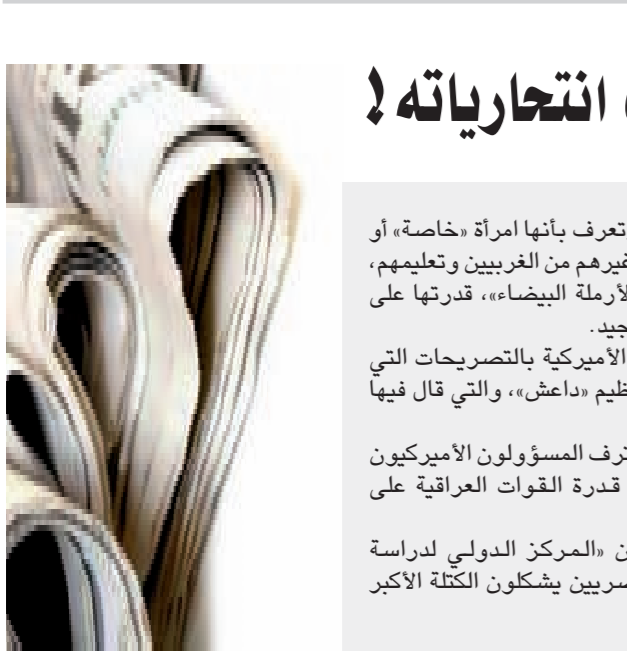 انتحارياته !
تعرف بأنها امرأة «خاصة» أو
غيرهم من الغربيين وتعليمهم،
لأرملة البيضاء»، قدرتها على
جيد.
الأميركية بالتصريحات التي
ظيم «داعش»، والتي قال فيها
ترف المسؤولون الأميركيون
قدرة القوات العراقية على
ن «المركز الدولي لدراسة
سريين يشكلون الكتلة الأكبر